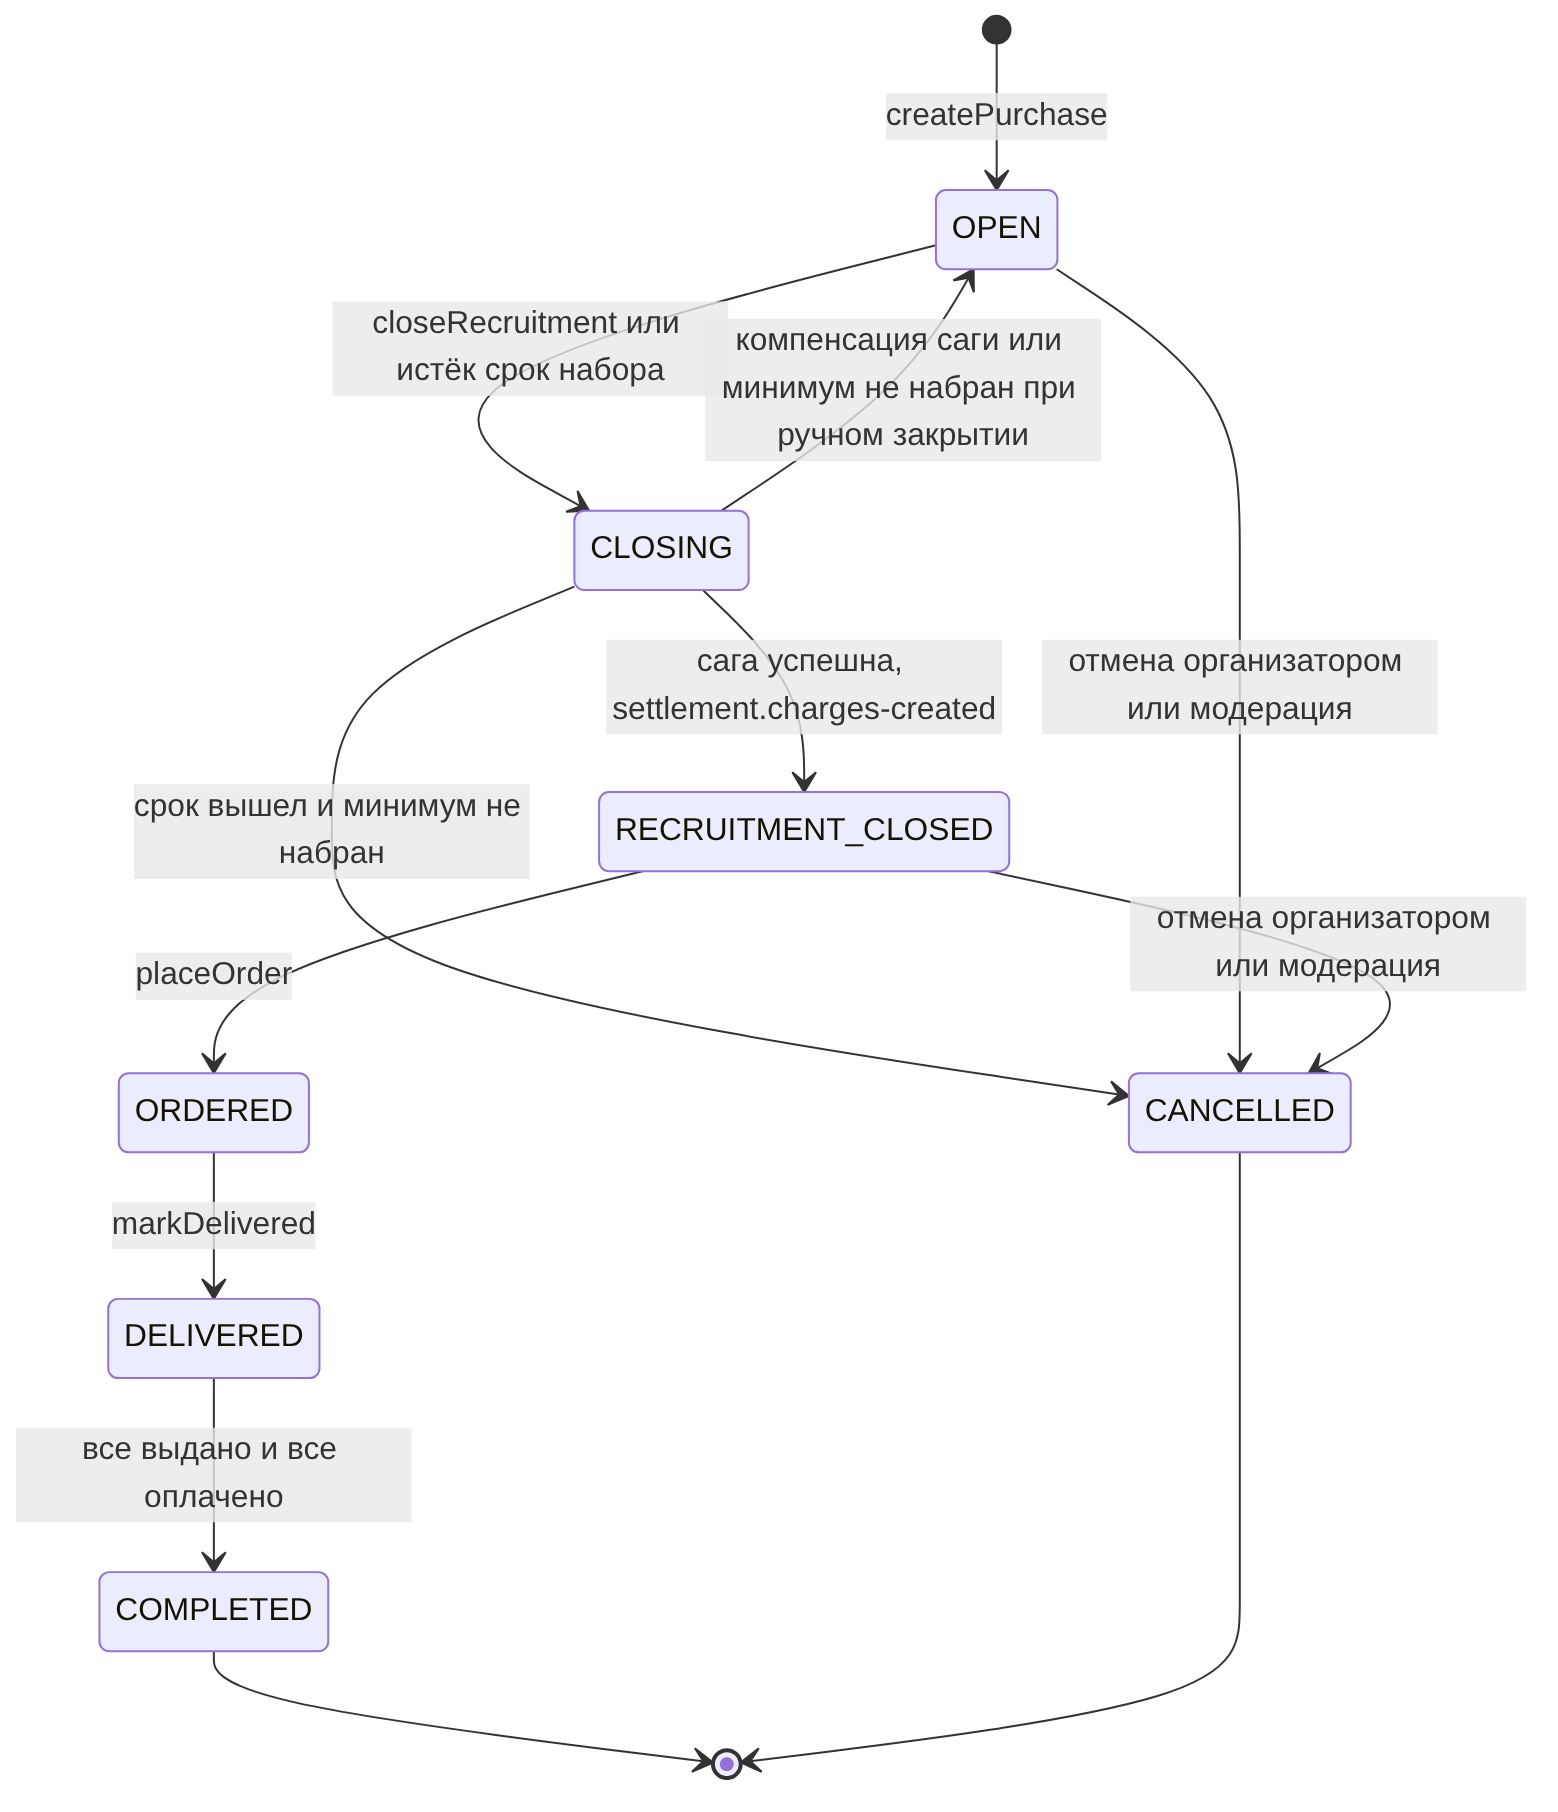 createPurchase
OPEN
closeRecruitment или
истёк срок набора
компенсация саги или
минимум не набран при
ручном закрытии
CLOSING
сага успешна,
settlement.charges-created
отмена организатором
или модерация
срок вышел и минимум не
набран
RECRUITMENT_CLOSED
отмена организатором
или модерация
placeOrder
ORDERED
CANCELLED
markDelivered
DELIVERED
все выдано и все
оплачено
COMPLETED